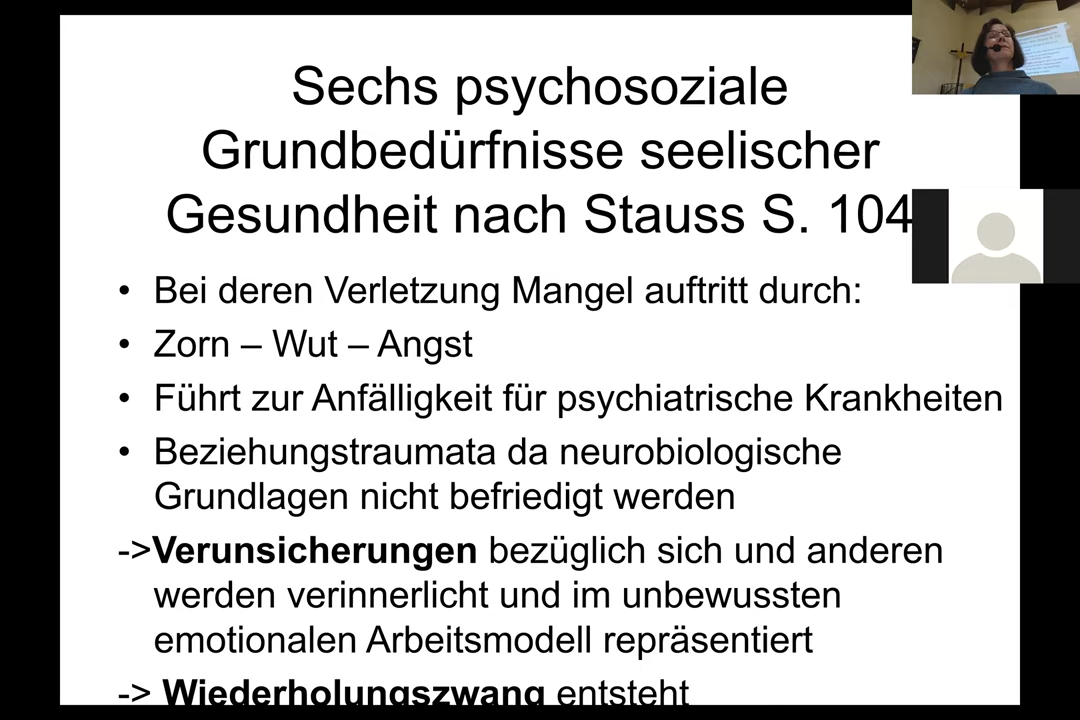 Sechs psychosoziale
Grundbedürfnisse seelischer
Gesundheit nach Stauss S. 104
• Bei deren Verletzung Mangel auftritt durch:
• Zorn – Wut – Angst
• Führt zur Anfälligkeit für psychiatrische Krankheiten
• Beziehungstraumata da neurobiologische
Grundlagen nicht befriedigt werden
->Verunsicherungen bezüglich sich und anderen
werden verinnerlicht und im unbewussten
emotionalen Arbeitsmodell repräsentiert
-> Wiederholungszwang entsteht